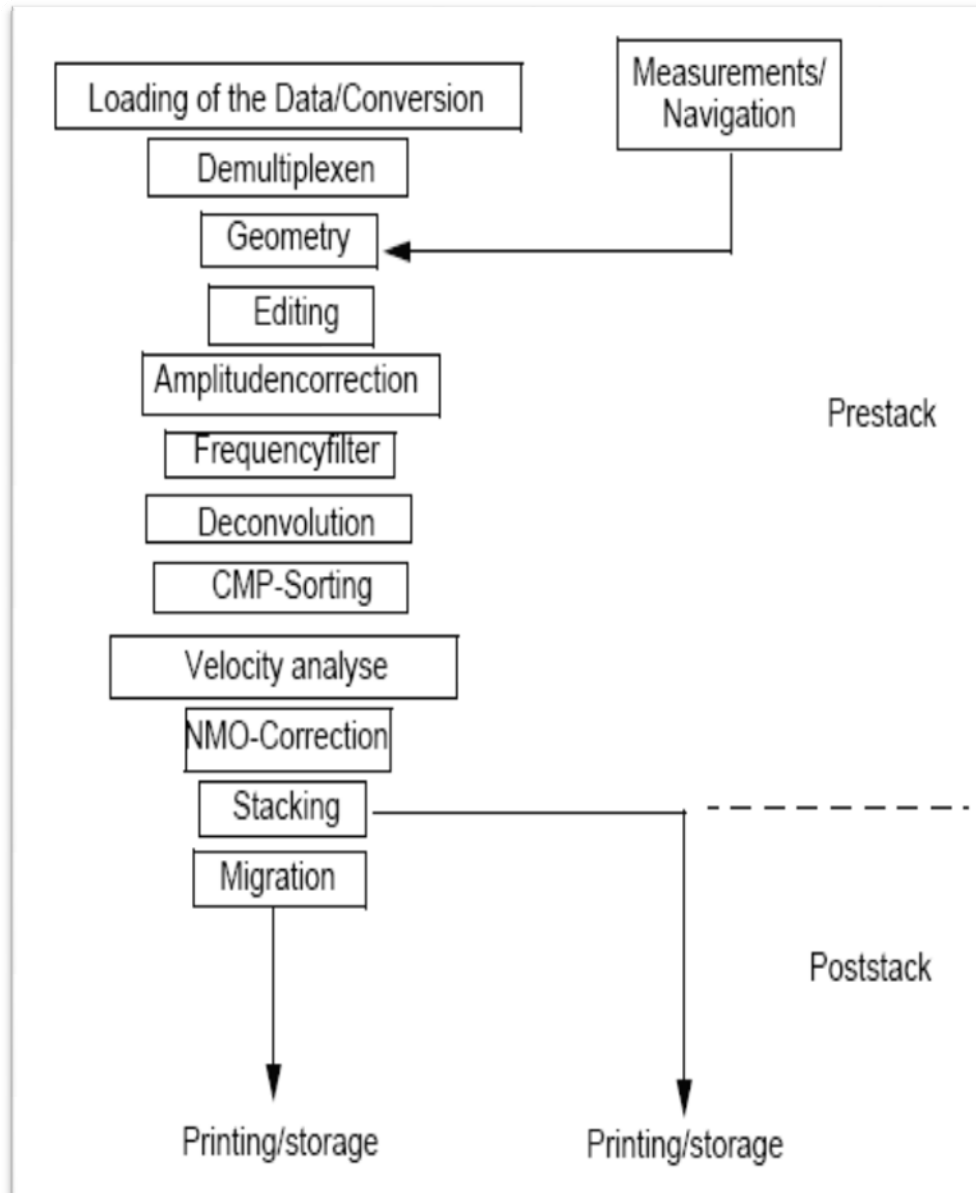 Loading of the Data/Conversion
Measurements/
Navigation
Demultiplexen
Geometry
Editing
Amplitudencorrection
Prestack
Frequencyfilter
Deconvolution
CMP-Sorting
Velocity analyse
NMO-Correction
Stacking
Migration
Poststack
Printing/storage
Printing/storage